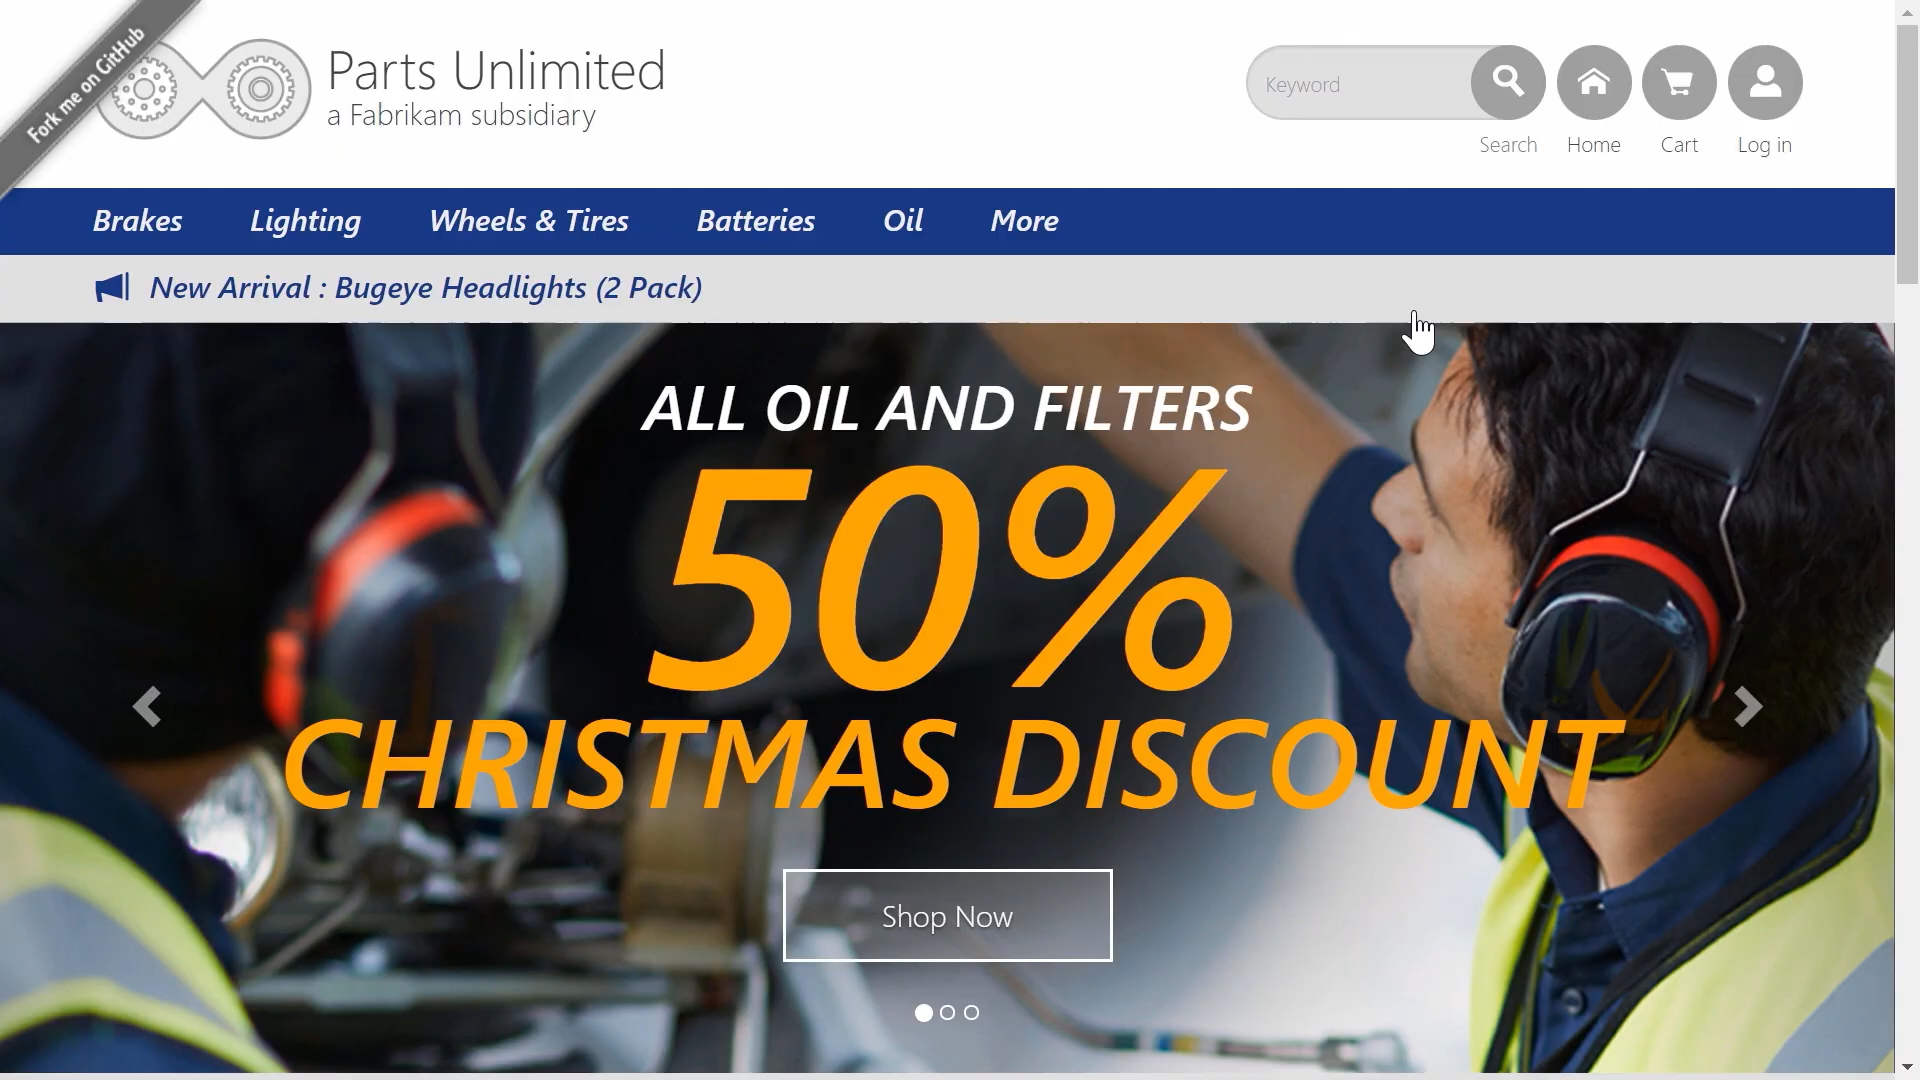 Fork me on GitHub
Parts Unlimited
a Fabrikam subsidiary
Keyword
Search
Home
Cart
Log in
Brakes
Lighting
Wheels & Tires
Batteries
Oil
More
New Arrival : Bugeye Headlights (2 Pack)
ALL OIL AND FILTERS
50%
CHRISTMAS DISCOUNT
Shop Now